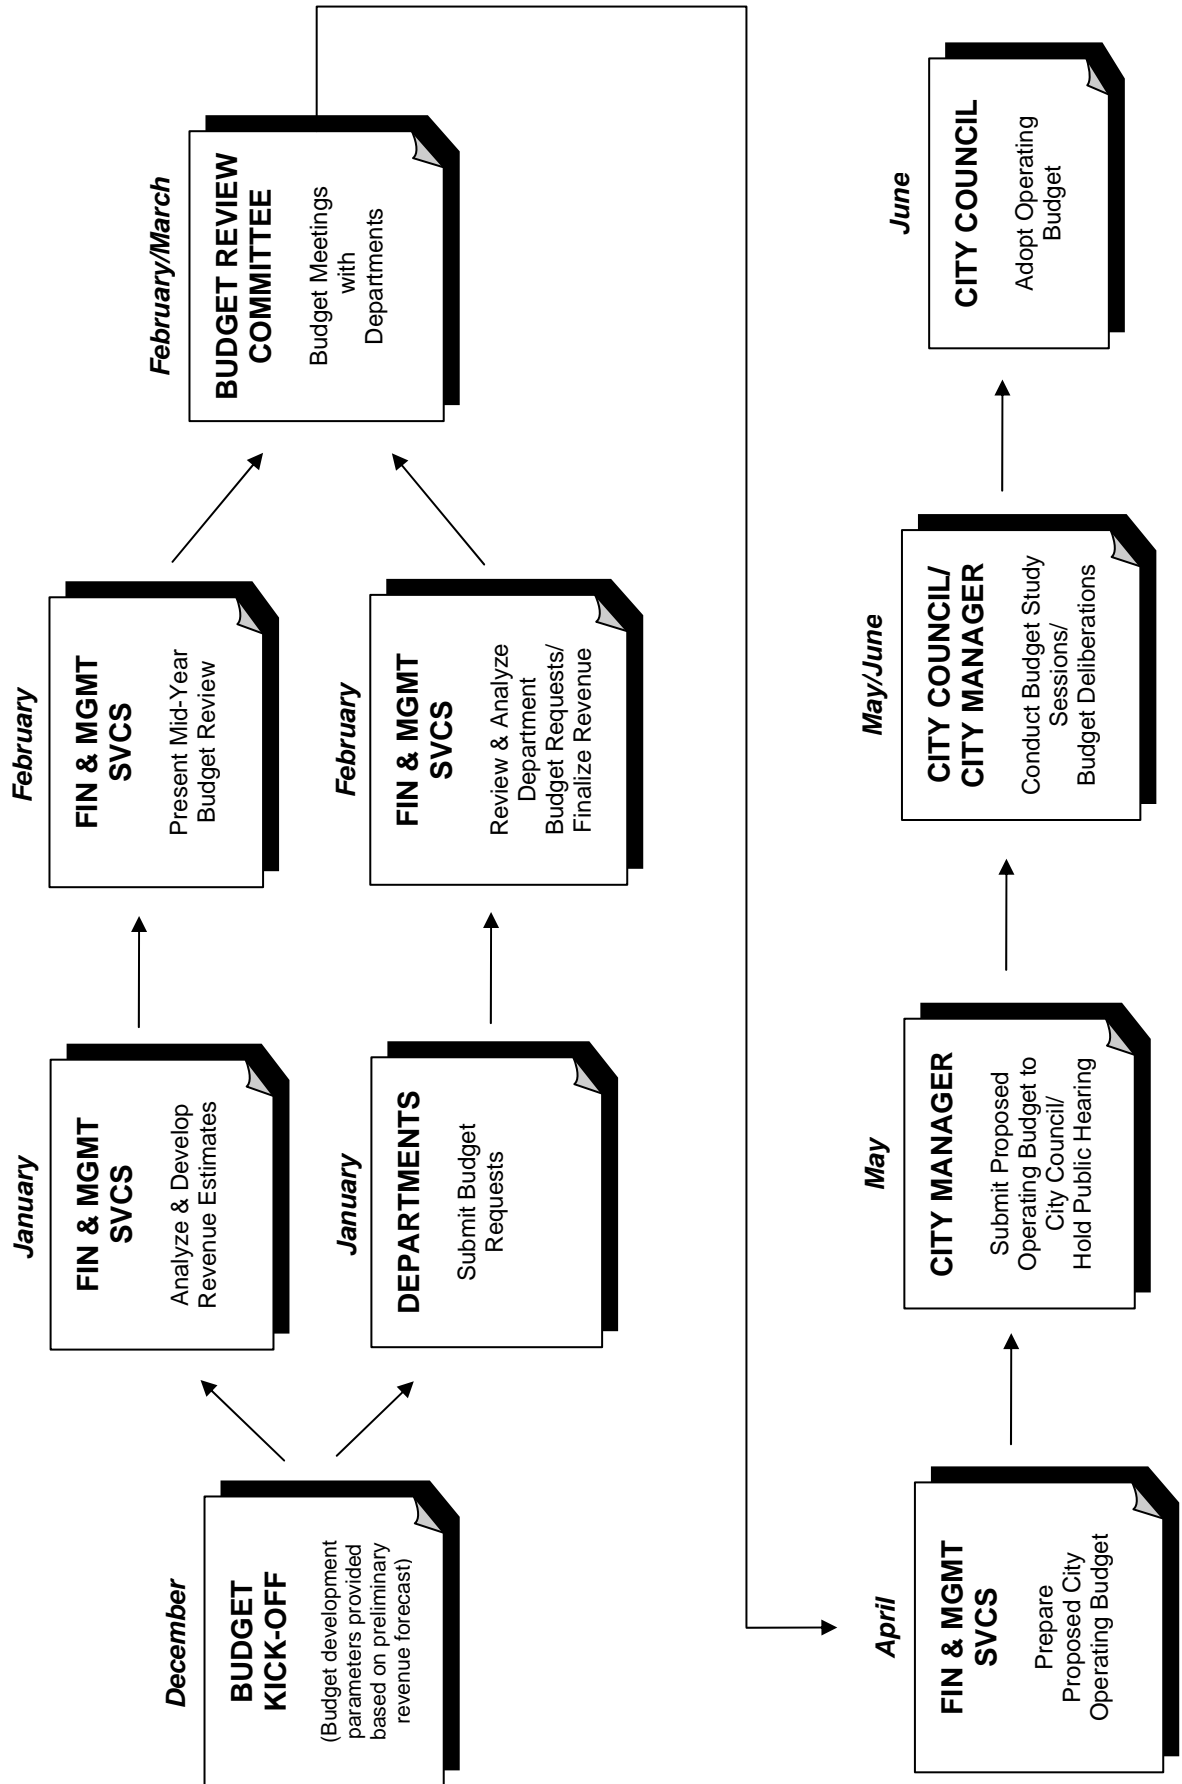 December
BUDGET
KICK-OFF
(Budget development
parameters provided
based on preliminary
revenue forecast)
January
FIN & MGMT
SVCS
Analyze & Develop
Revenue Estimates
January
DEPARTMENTS
Submit Budget
Requests
February
FIN & MGMT
SVCS
Present Mid-Year
Budget Review
February
FIN & MGMT
SVCS
Review & Analyze
Department
Budget Requests/
Finalize Revenue
February/March
BUDGET REVIEW
COMMITTEE
Budget Meetings
with
Departments
April
FIN & MGMT
SVCS
Prepare
Proposed City
Operating Budget
May
CITY MANAGER
Submit Proposed
Operating Budget to
City Council/
Hold Public Hearing
May/June
CITY COUNCIL/
CITY MANAGER
Conduct Budget Study
Sessions/
Budget Deliberations
June
CITY COUNCIL
Adopt Operating
Budget